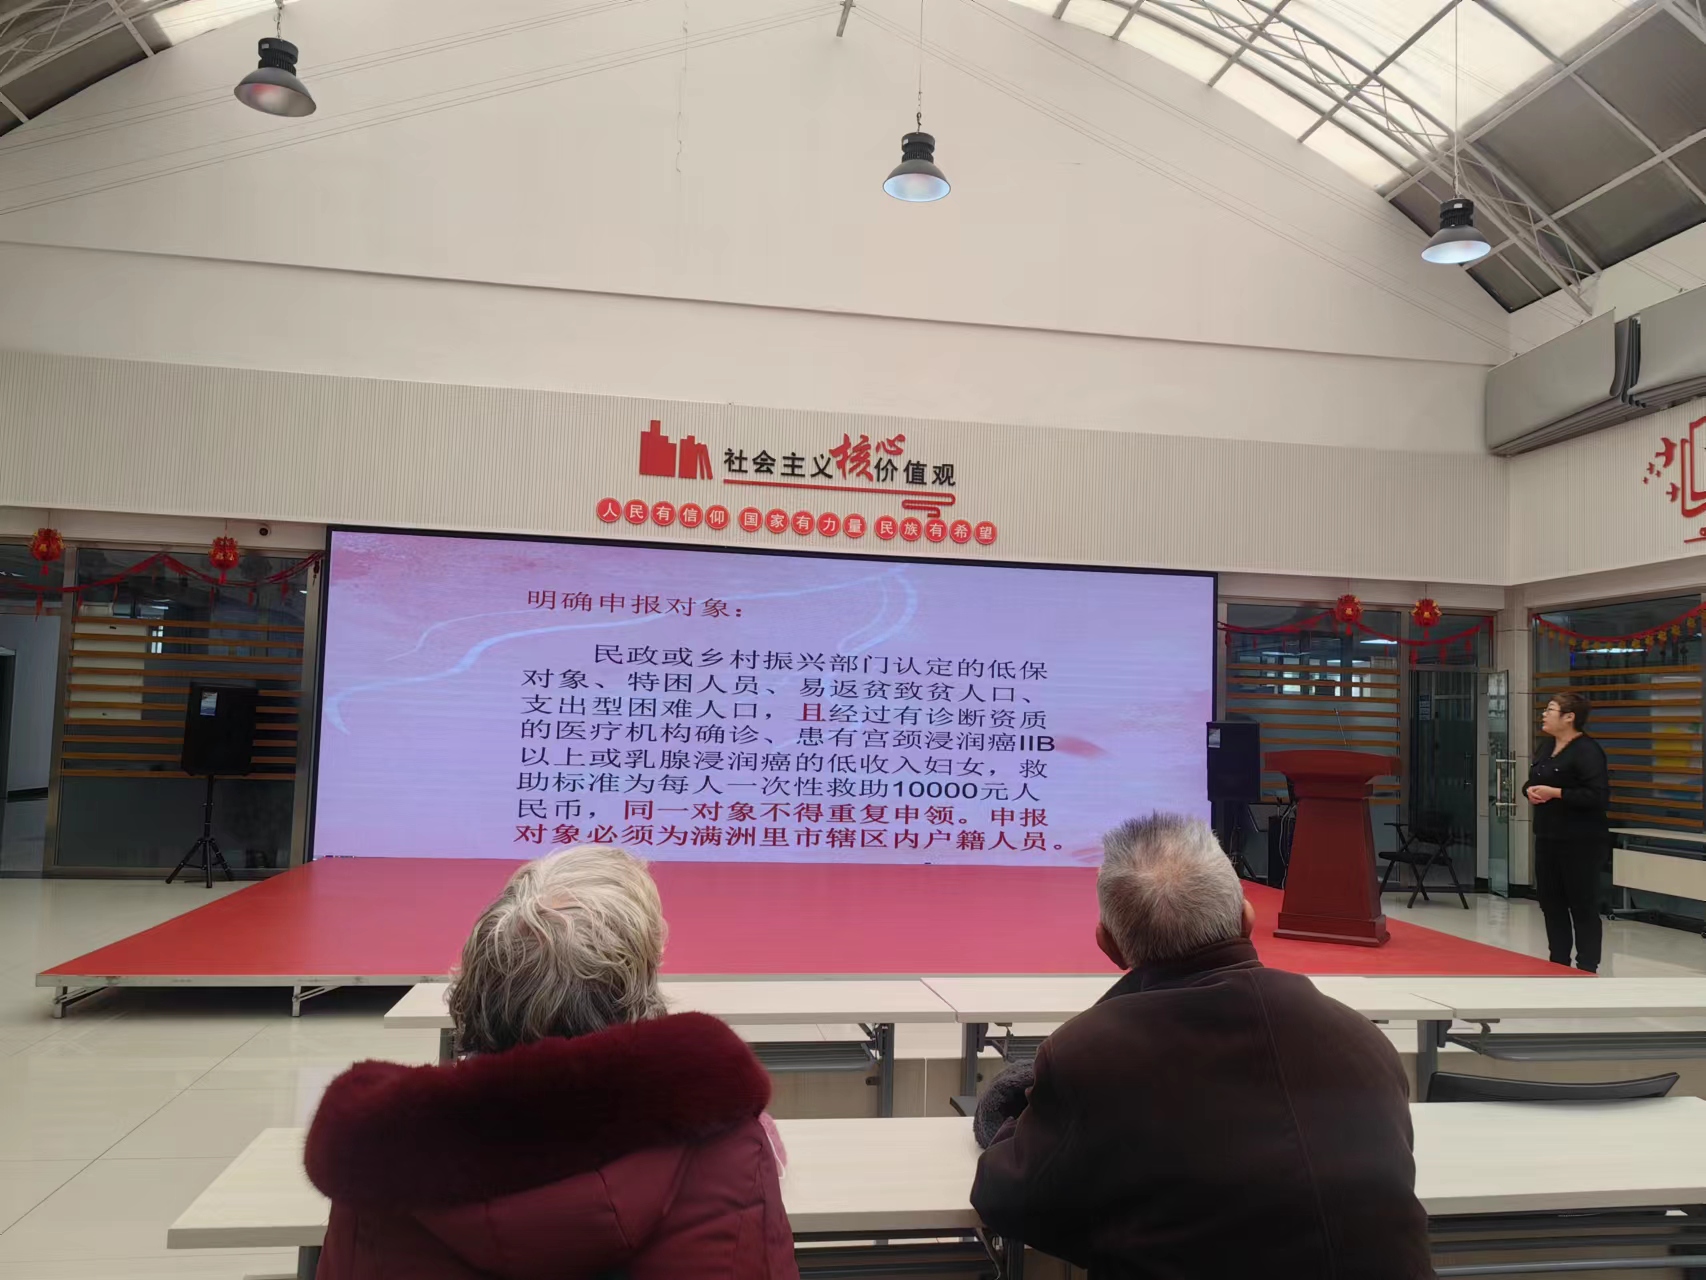 社会主义核心价值观
人民有信仰 国家有力量 民族有希望
明确申报对象：
民政或乡村振兴部门认定的低保
对象、特困人员、易返贫致贫人口、
支出型困难人口，且经过有诊断资质
的医疗机构确诊、患有宫颈浸润癌IIB
以上或乳腺浸润癌的低收入妇女，救
助标准为每人一次性救助10000元人
民币，同一对象不得重复申领。申报
对象必须为满洲里市辖区内户籍人员。